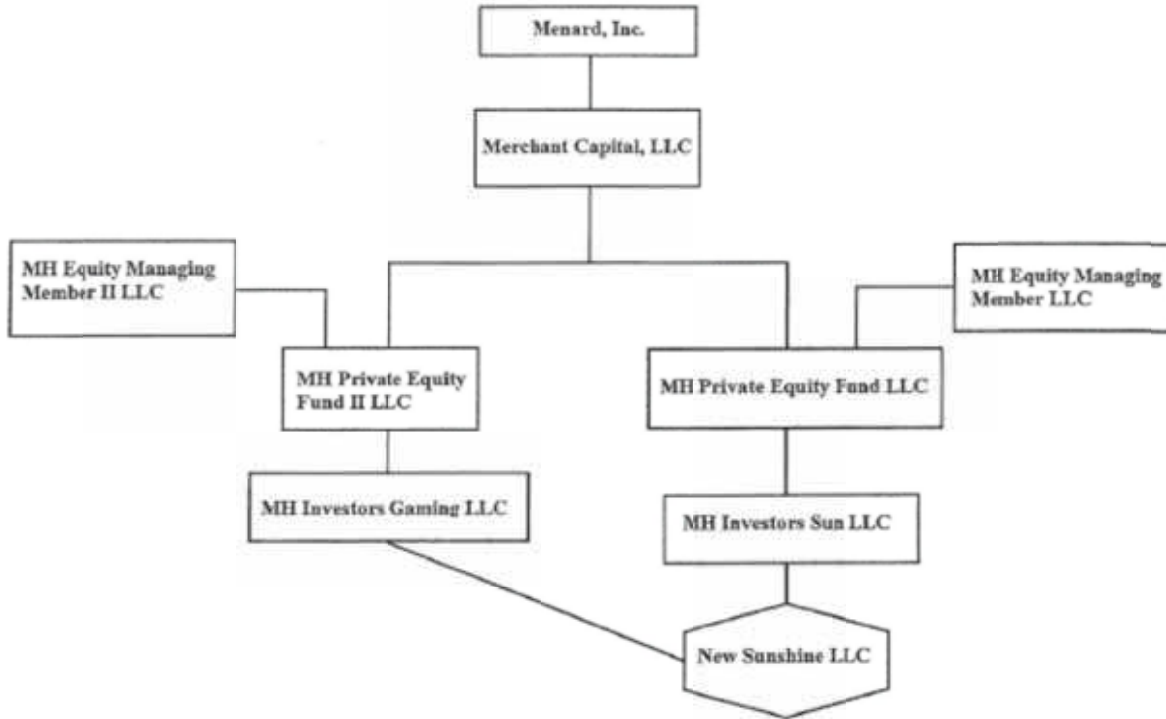 Menard, Inc.
Merchant Capital, LLC
MH Equity Managing
Member II LLC
MH Equity Managing
Member LLC
MH Private Equity
Fund II LLC
MH Private Equity Fund LLC
MH Investors Gaming LLC
MH Investors Sun LLC
New Sunshine LLC